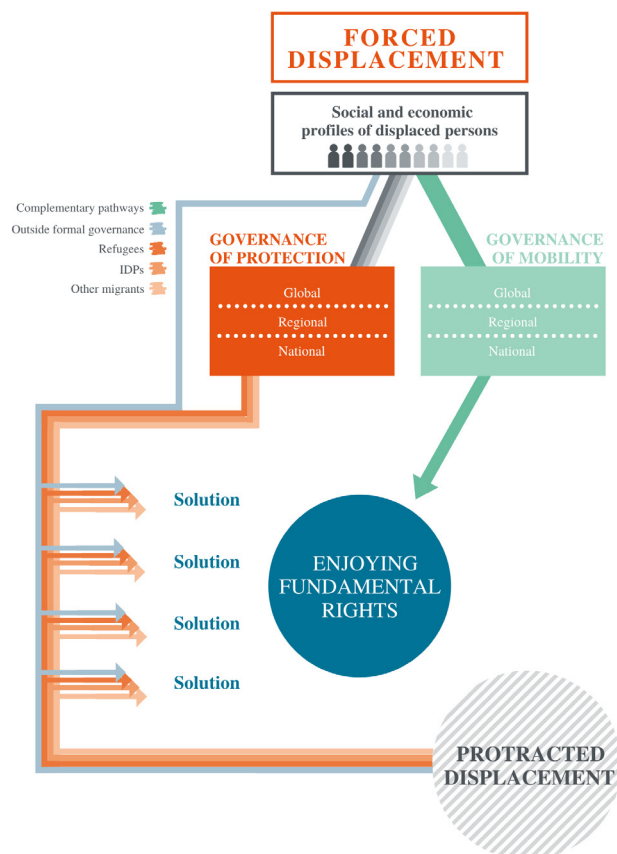 FORCED
DISPLACEMENT
Social and economic
profiles of displaced persons
Complementary pathways
Outside formal governance
Refugees
IDPs
Other migrants
GOVERNANCE
OF PROTECTION
Global
Regional
National
GOVERNANCE
OF MOBILITY
Global
Regional
National
Solution
Solution
Solution
Solution
ENJOYING
FUNDAMENTAL
RIGHTS
PROTRACTED
DISPLACEMENT